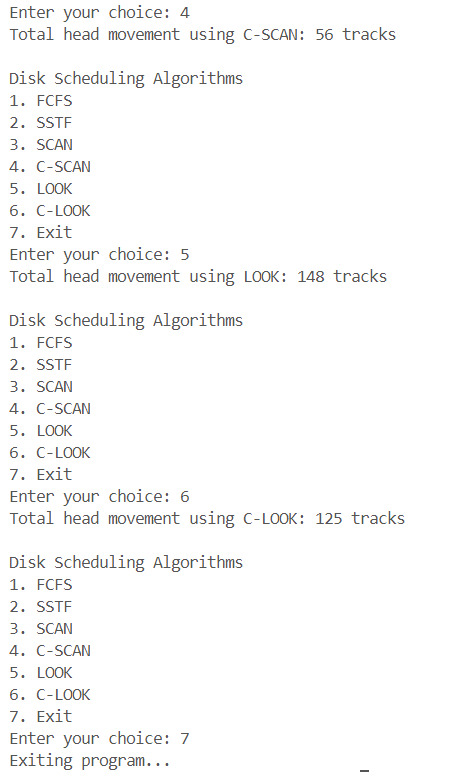 Enter your choice: 4
Total head movement using C-SCAN: 56 tracks
Disk Scheduling Algorithms
1. FCFS
2. SSTF
3. SCAN
4. C-SCAN
5. LOOK
6. C-LOOK
7. Exit
Enter your choice: 5
Total head movement using LOOK: 148 tracks
Disk Scheduling Algorithms
1. FCFS
2. SSTF
3. SCAN
4. C-SCAN
5. LOOK
6. C-LOOK
7. Exit
Enter your choice: 6
Total head movement using C-LOOK: 125 tracks
Disk Scheduling Algorithms
1. FCFS
2. SSTF
3. SCAN
4. C-SCAN
5. LOOK
6. C-LOOK
7. Exit
Enter your choice: 7
Exiting program...